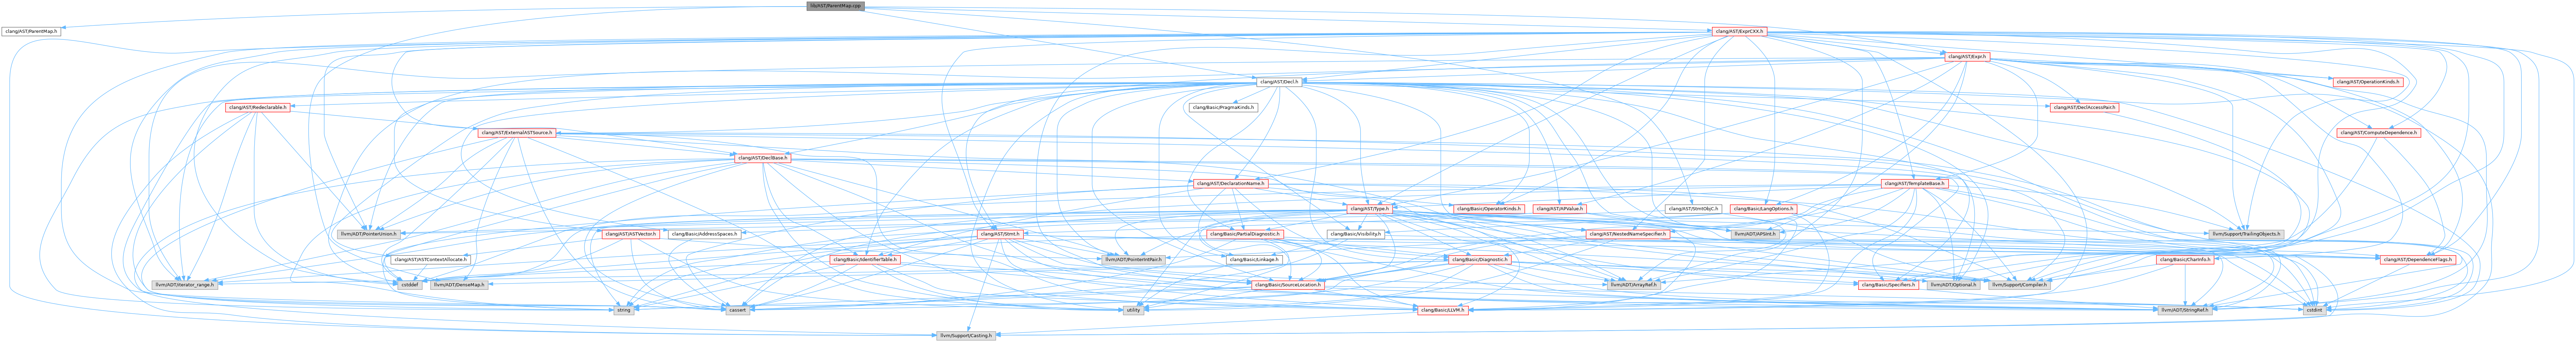 lib/AST/ParentMap.cpp
clang/AST/ParentMap.h
clang/AST/ExprCXX.h
clang/AST/Expr.h
clang/AST/Decl.h
clang/AST/OperationKinds.h
clang/AST/Redeclarable.h
clang/Basic/PragmaKinds.h
clang/AST/DeclAccessPair.h
clang/AST/ExternalASTSource.h
clang/AST/ComputeDependence.h
clang/AST/DeclBase.h
clang/AST/DeclarationName.h
clang/AST/TemplateBase.h
clang/AST/Type.h
clang/Basic/OperatorKinds.h
clang/AST/APValue.h
clang/AST/StmtObjC.h
clang/Basic/LangOptions.h
llvm/ADT/PointerUnion.h
clang/AST/ASTVector.h
clang/Basic/AddressSpaces.h
clang/AST/Stmt.h
clang/Basic/PartialDiagnostic.h
clang/Basic/Visibility.h
clang/AST/NestedNameSpecifier.h
llvm/ADT/APSInt.h
llvm/Support/TrailingObjects.h
clang/AST/ASTContextAllocate.h
clang/Basic/IdentifierTable.h
llvm/ADT/PointerIntPair.h
clang/Basic/Linkage.h
clang/Basic/Diagnostic.h
clang/Basic/CharInfo.h
clang/AST/DependenceFlags.h
llvm/ADT/iterator_range.h
cstddef
llvm/ADT/DenseMap.h
clang/Basic/SourceLocation.h
llvm/ADT/ArrayRef.h
clang/Basic/Specifiers.h
llvm/ADT/Optional.h
llvm/Support/Compiler.h
string
cassert
utility
clang/Basic/LLVM.h
llvm/ADT/StringRef.h
cstdint
llvm/Support/Casting.h